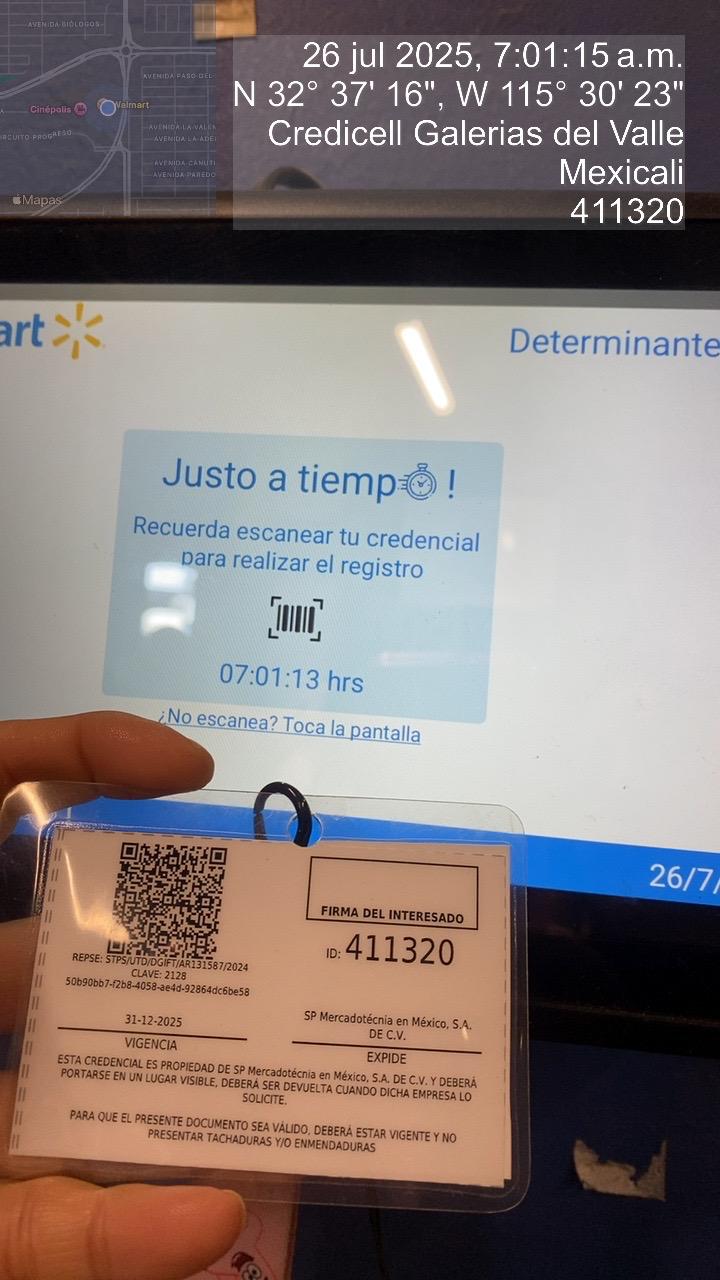 AVENIDA BIÓLOGOS
AVENIDA PASO DEL
Cinépolis
Walmart
CIRCUITO PROGRESO
AVENIDA CANUT
AVENIDA PAREDO
Mapas
26 jul 2025, 7:01:15 a.m.
N 32° 37' 16", W 115° 30' 23"
Credicell Galerias del Valle
Mexicali
411320
art
Determinante
Justo a tiemp !
Recuerda escanear tu credencial
para realizar el registro
07:01:13 hrs
¿No escanea? Toca la pantalla
26/7/
FIRMA DEL INTERESADO
ID: 411320
REPSE: STPS/UTD/DGIFT/AR131587/2024
CLAVE: 2128
50b90bb7-f2b8-4058-ae4d-92864dc6be58
31-12-2025
VIGENCIA
SP Mercadotécnia en México, S.A.
DE C.V.
EXPIDE
ESTA CREDENCIAL ES PROPIEDAD DE SP Mercadotécnia en México, S.A. DE C.V. Y DEBERÁ
PORTARSE EN UN LUGAR VISIBLE, DEBERÁ SER DEVUELTA CUANDO DICHA EMPRESA LO
SOLICITE.
PARA QUE EL PRESENTE DOCUMENTO SEA VÁLIDO, DEBERÁ ESTAR VIGENTE Y NO
PRESENTAR TACHADURAS Y/O ENMENDADURAS